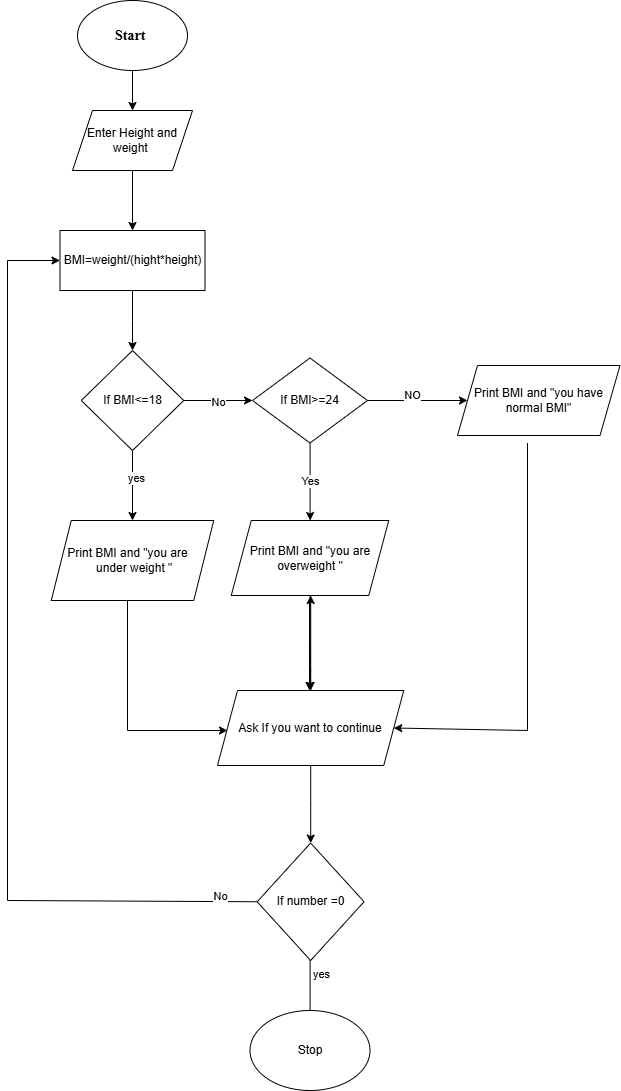 Start
Enter Height and
weight
BMI=weight/(hight*height)
If BMI<=18
No
If BMI>=24
NO
Print BMI and "you have
normal BMI"
yes
Yes
Print BMI and "you are
under weight "
Print BMI and "you are
overweight "
Ask If you want to continue
If number =0
No
yes
Stop